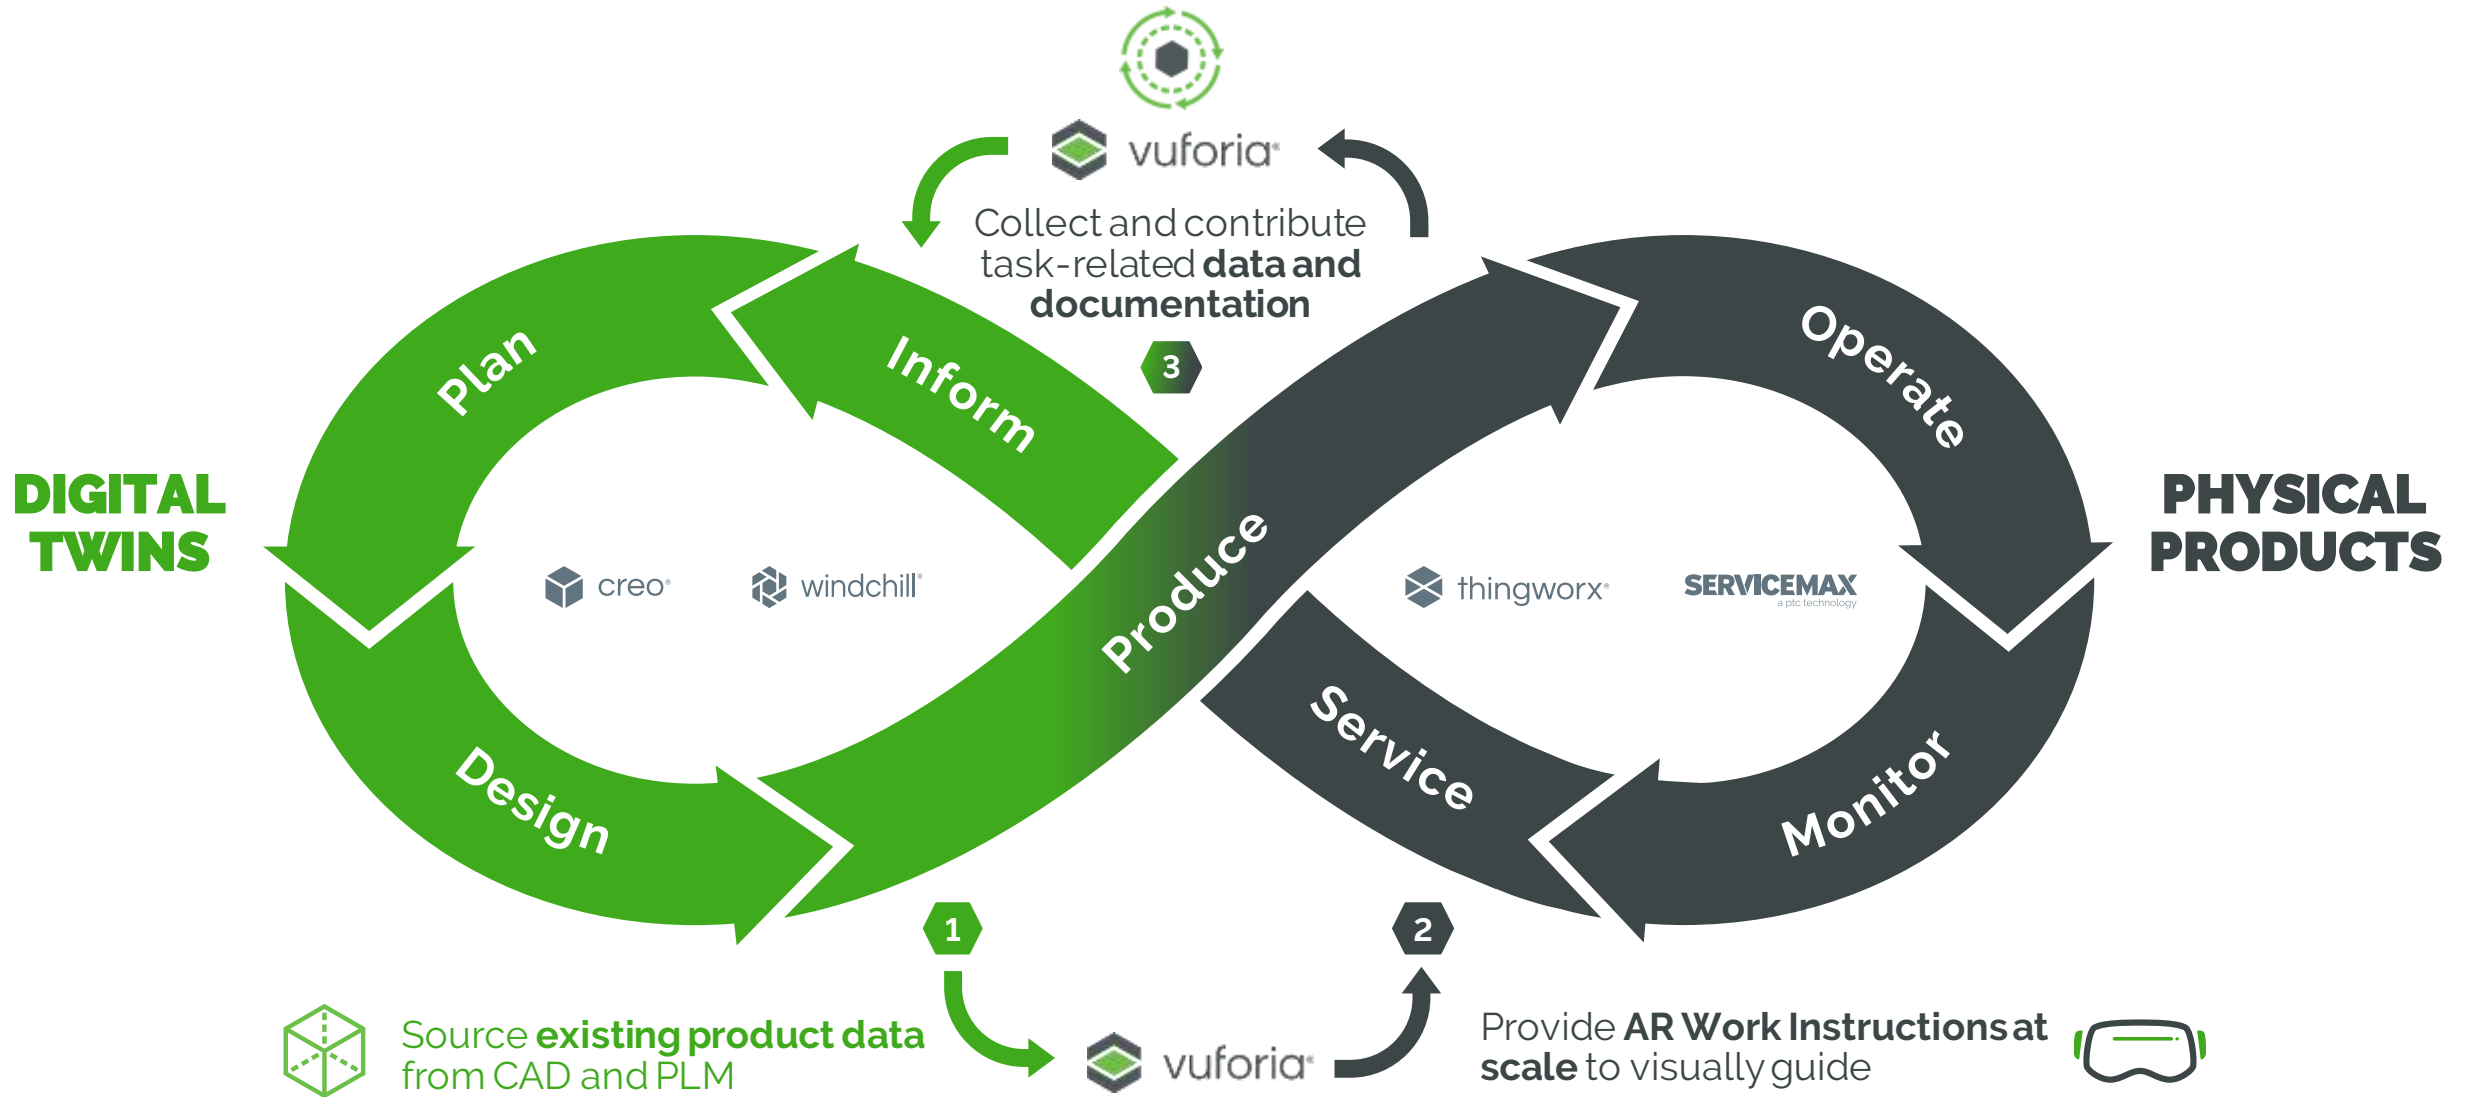 vuforia®
Collect and contribute
task-related data and
documentation
3
Plan
Inform
Operate
DIGITAL
TWINS
PHYSICAL
PRODUCTS
creo®
windchill®
Produce
thingworx®
SERVICEMAX
a ptc technology
Design
Service
Monitor
1
2
Source existing product data
from CAD and PLM
vuforia®
Provide AR Work Instructions at
scale to visually guide